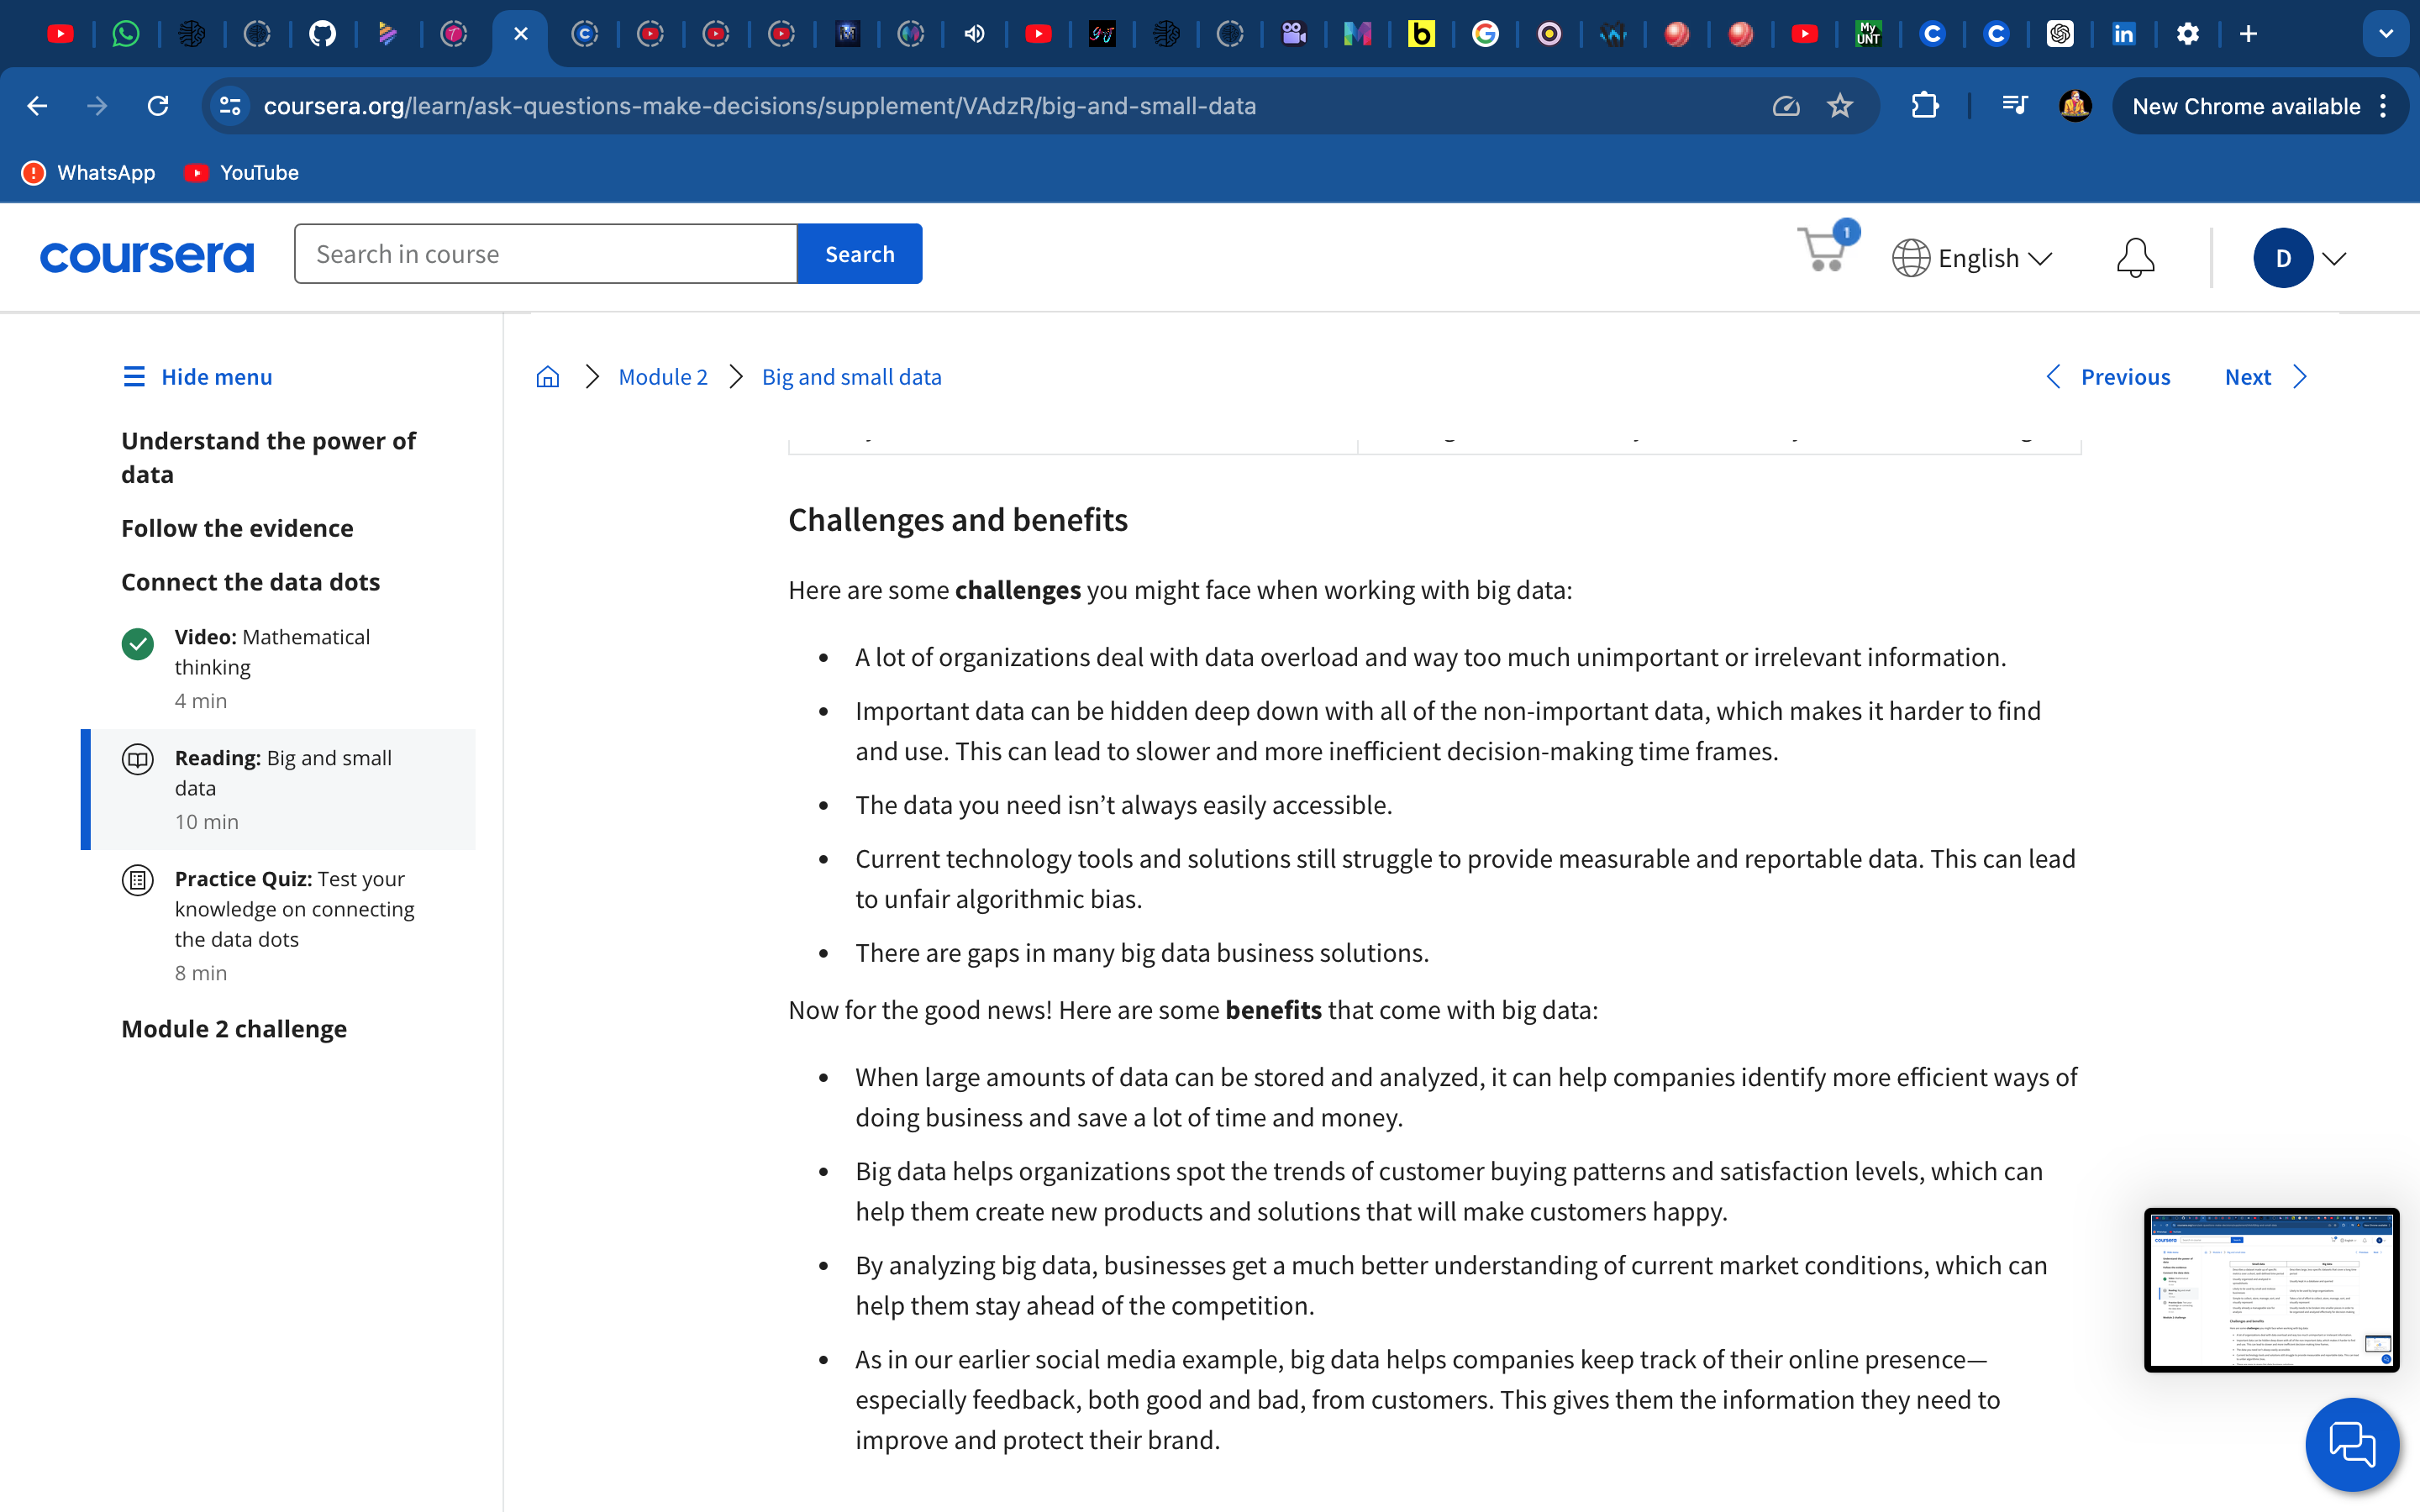 coursera.org/learn/ask-questions-make-decisions/supplement/VAdzR/big-and-small-data
New Chrome available
WhatsApp
YouTube
coursera
Search in course
Search
1
English
D
Hide menu
Module 2
Big and small data
Previous
Next
Understand the power of
data
Follow the evidence
Connect the data dots
Video: Mathematical
thinking
4 min
Reading: Big and small
data
10 min
Practice Quiz: Test your
knowledge on connecting
the data dots
8 min
Module 2 challenge
Challenges and benefits
Here are some challenges you might face when working with big data:
• A lot of organizations deal with data overload and way too much unimportant or irrelevant information.
• Important data can be hidden deep down with all of the non-important data, which makes it harder to find
and use. This can lead to slower and more inefficient decision-making time frames.
• The data you need isn’t always easily accessible.
• Current technology tools and solutions still struggle to provide measurable and reportable data. This can lead
to unfair algorithmic bias.
• There are gaps in many big data business solutions.
Now for the good news! Here are some benefits that come with big data:
• When large amounts of data can be stored and analyzed, it can help companies identify more efficient ways of
doing business and save a lot of time and money.
• Big data helps organizations spot the trends of customer buying patterns and satisfaction levels, which can
help them create new products and solutions that will make customers happy.
• By analyzing big data, businesses get a much better understanding of current market conditions, which can
help them stay ahead of the competition.
• As in our earlier social media example, big data helps companies keep track of their online presence—
especially feedback, both good and bad, from customers. This gives them the information they need to
improve and protect their brand.